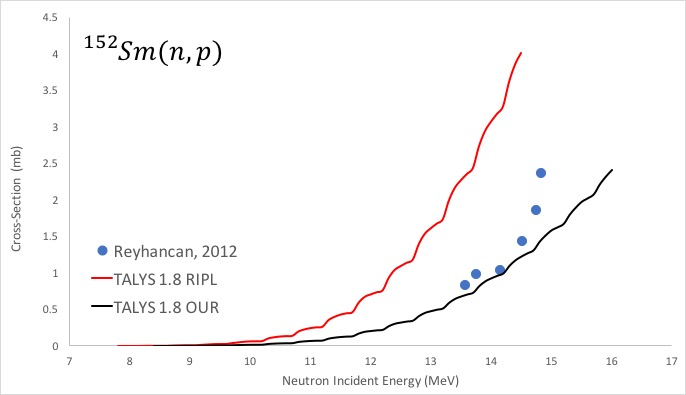 ¹⁵²Sm(n, p)
Cross-Section (mb)
4.5
4
3.5
3
2.5
2
1.5
1
0.5
0
Reyhancan, 2012
TALYS 1.8 RIPL
TALYS 1.8 OUR
7 8 9 10 11 12 13 14 15 16 17
Neutron Incident Energy (MeV)